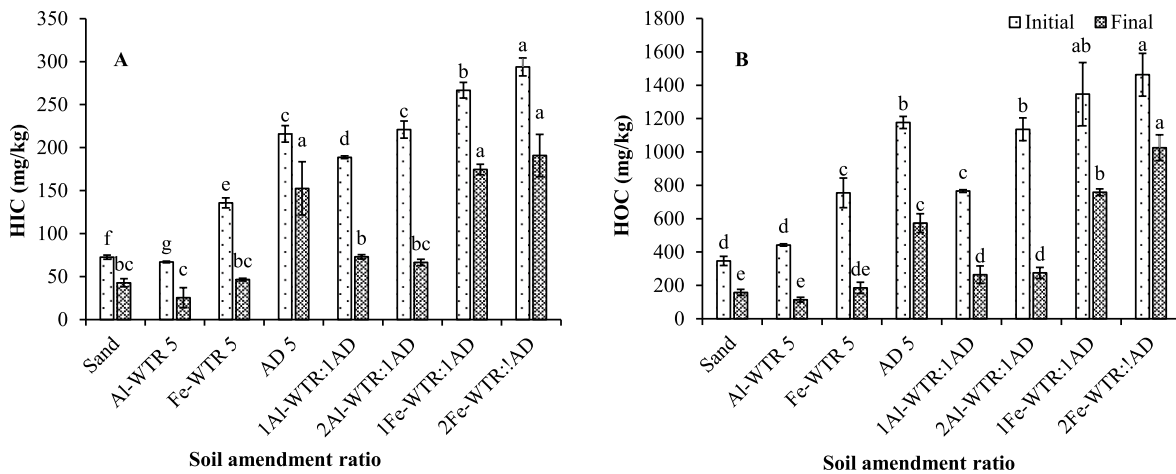 350
300
250
200
150
100
50
0
HIC (mg/kg)
A
f
bc
g
c
e
bc
c
a
d
b
c
bc
b
a
a
a
Sand
Al-WTR 5
Fe-WTR 5
AD 5
1Al-WTR:1AD
2Al-WTR:1AD
1Fe-WTR:1AD
2Fe-WTR:!AD
Soil amendment ratio
1800
1600
1400
1200
1000
800
600
400
200
0
HOC (mg/kg)
B
Initial Final
d
e
d
e
c
de
b
c
c
d
b
d
ab
b
a
a
Sand
Al-WTR 5
Fe-WTR 5
AD 5
1Al-WTR:1AD
2Al-WTR:1AD
1Fe-WTR:1AD
2Fe-WTR:!AD
Soil amendment ratio